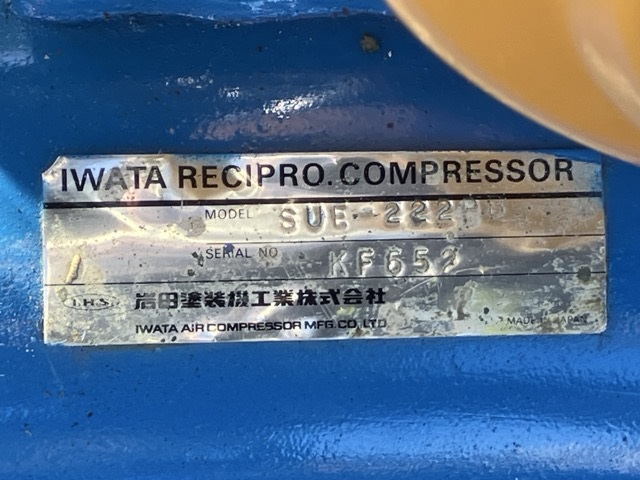 IWATA RECIPRO. COMPRESSOR
MODEL
SERIAL NO KF652
I.H.S. 岩田塗装機工業株式会社
IWATA AIR COMPRESSOR MFG. CO., LTD
MADE IN JAPAN